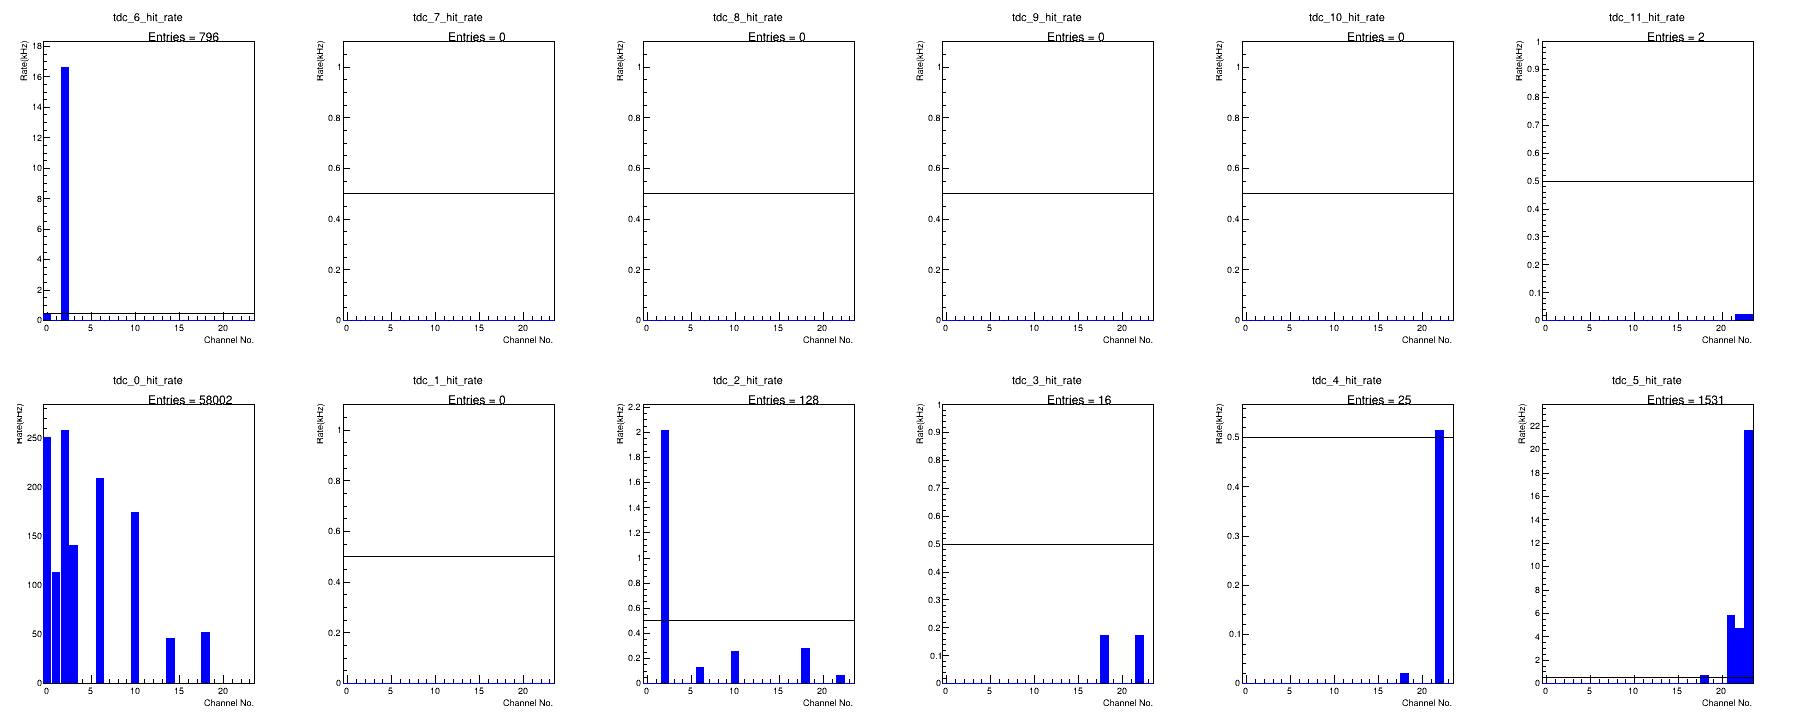 tdc_6_hit_rate
Entries = 796
Rate(kHz)
18
16
14
12
10
8
6
4
2
0
0 5 10 15 20
Channel No.
tdc_7_hit_rate
Entries = 0
Rate(kHz)
1
0.8
0.6
0.4
0.2
0
0 5 10 15 20
Channel No.
tdc_8_hit_rate
Entries = 0
Rate(kHz)
1
0.8
0.6
0.4
0.2
0
0 5 10 15 20
Channel No.
tdc_9_hit_rate
Entries = 0
Rate(kHz)
1
0.8
0.6
0.4
0.2
0
0 5 10 15 20
Channel No.
tdc_10_hit_rate
Entries = 0
Rate(kHz)
1
0.8
0.6
0.4
0.2
0
0 5 10 15 20
Channel No.
tdc_11_hit_rate
Entries = 2
Rate(kHz)
1
0.9
0.8
0.7
0.6
0.5
0.4
0.3
0.2
0.1
0
0 5 10 15 20
Channel No.
tdc_0_hit_rate
Entries = 58002
Rate(kHz)
250
200
150
100
50
0
0 5 10 15 20
Channel No.
tdc_1_hit_rate
Entries = 0
Rate(kHz)
1
0.8
0.6
0.4
0.2
0
0 5 10 15 20
Channel No.
tdc_2_hit_rate
Entries = 128
Rate(kHz)
2.2
2
1.8
1.6
1.4
1.2
1
0.8
0.6
0.4
0.2
0
0 5 10 15 20
Channel No.
tdc_3_hit_rate
Entries = 16
Rate(kHz)
1
0.9
0.8
0.7
0.6
0.5
0.4
0.3
0.2
0.1
0
0 5 10 15 20
Channel No.
tdc_4_hit_rate
Entries = 25
Rate(kHz)
0.5
0.4
0.3
0.2
0.1
0
0 5 10 15 20
Channel No.
tdc_5_hit_rate
Entries = 1531
Rate(kHz)
22
20
18
16
14
12
10
8
6
4
2
0
0 5 10 15 20
Channel No.